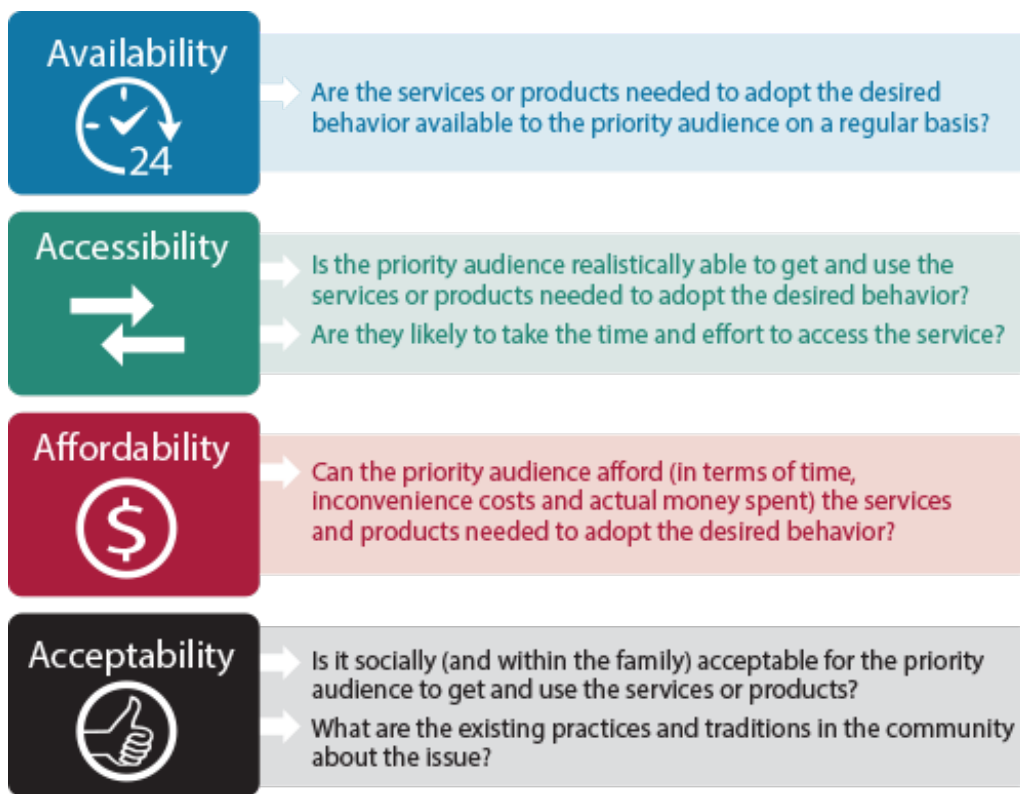 Availability
24
Are the services or products needed to adopt the desired
behavior available to the priority audience on a regular basis?
Accessibility
Is the priority audience realistically able to get and use the
services or products needed to adopt the desired behavior?
Are they likely to take the time and effort to access the service?
Affordability
$
Can the priority audience afford (in terms of time,
inconvenience costs and actual money spent) the services
and products needed to adopt the desired behavior?
Acceptability
Is it socially (and within the family) acceptable for the priority
audience to get and use the services or products?
What are the existing practices and traditions in the community
about the issue?